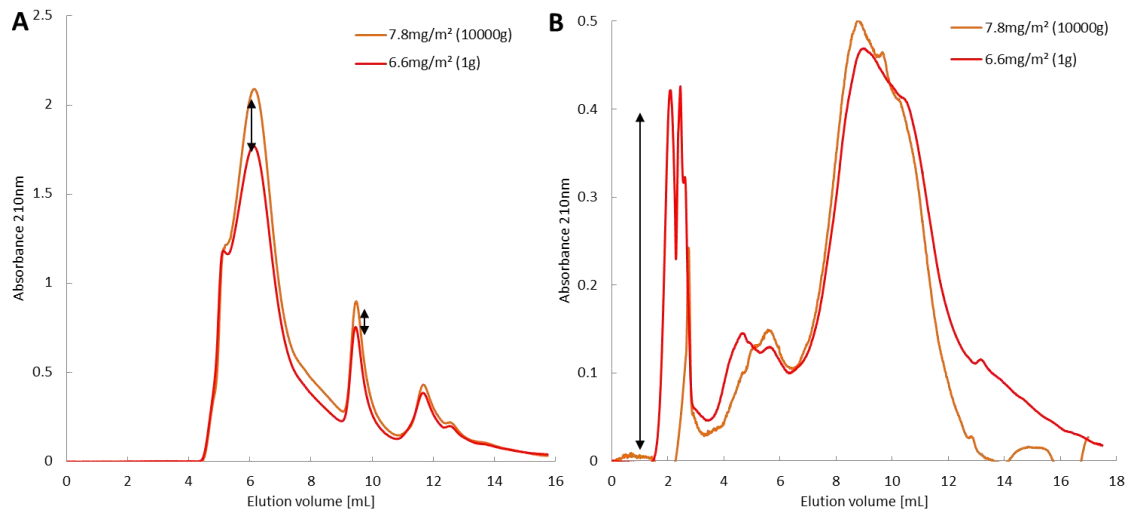 A
Absorbance 210nm
2.5
2
1.5
1
0.5
0
7.8mg/m² (10000g)
6.6mg/m² (1g)
0 2 4 6 8 10 12 14 16
Elution volume [mL]
B
Absorbance 210nm
0.5
0.4
0.3
0.2
0.1
0
7.8mg/m² (10000g)
6.6mg/m² (1g)
0 2 4 6 8 10 12 14 16 18
Elution volume [mL]